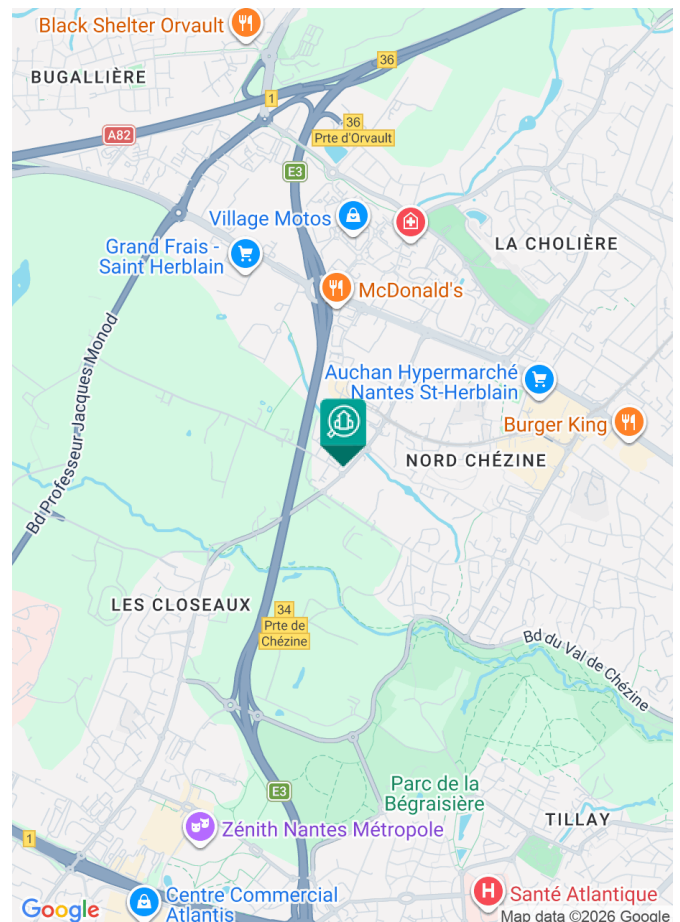 Black Shelter Orvault
BUGALLIÈRE
36
1
A82
36
Prte d'Orvault
E3
Village Motos
LA CHOLIÈRE
Grand Frais -
Saint Herblain
McDonald's
Bd Professeur Jacques Monod
Auchan Hypermarché
Nantes St-Herblain
Burger King
NORD CHÉZINE
LES CLOSEAUX
34
Prte de
Chézine
Bd du Val de Chézine
E3
Parc de la
Bégraisière
TILLAY
Zénith Nantes Métropole
1
H
Santé Atlantique
Centre Commercial
Atlantis
Google
Map data ©2026 Google